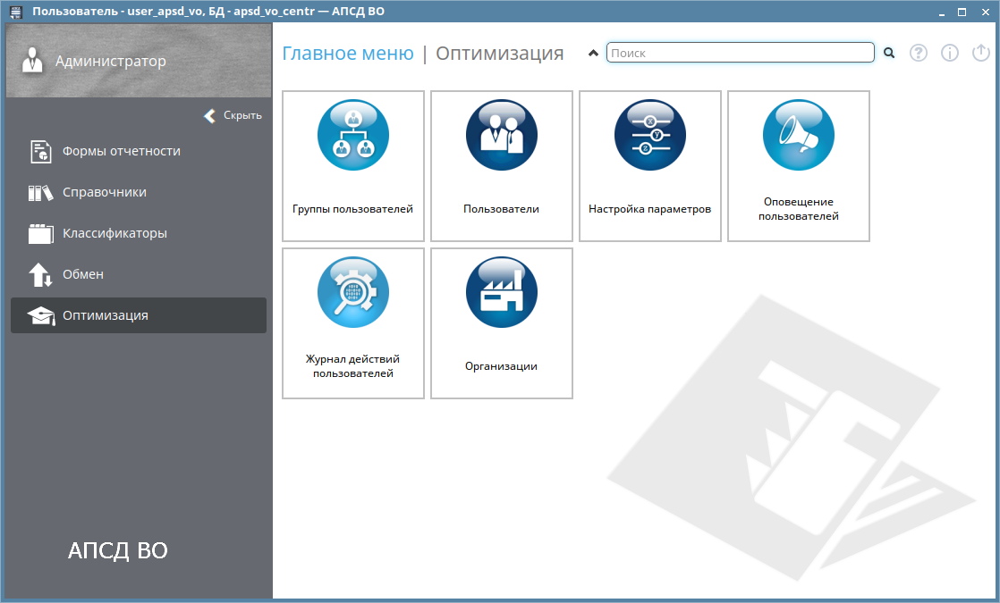 Пользователь - user_apsd_vo, БД - apsd_vo_centr — АПСД ВО
Администратор
Скрыть
Формы отчетности
Справочники
Классификаторы
Обмен
Оптимизация
АПСД ВО
Главное меню | Оптимизация
Поиск
Группы пользователей
Пользователи
Настройка параметров
Оповещение
пользователей
Журнал действий
пользователей
Организации